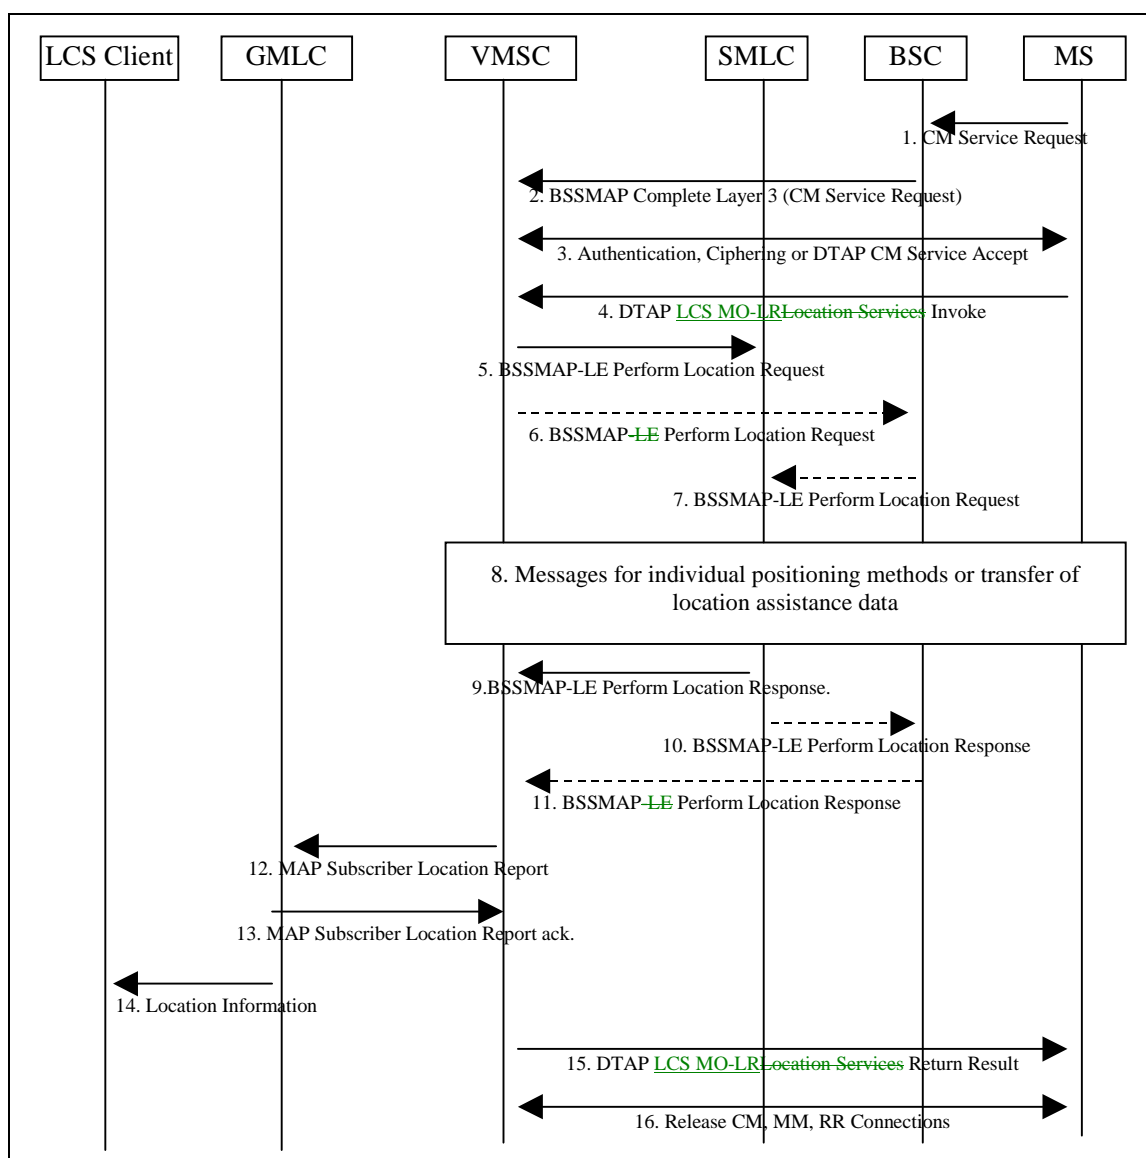 LCS Client GMLC VMSC SMLC BSC MS
1. CM Service Request
2. BSSMAP Complete Layer 3 (CM Service Request)
3. Authentication, Ciphering or DTAP CM Service Accept
4. DTAP LCS MO-LRLocation Services Invoke
5. BSSMAP-LE Perform Location Request
6. BSSMAP-LE Perform Location Request
7. BSSMAP-LE Perform Location Request
8. Messages for individual positioning methods or transfer of
location assistance data
9.BSSMAP-LE Perform Location Response.
10. BSSMAP-LE Perform Location Response
11. BSSMAP-LE Perform Location Response
12. MAP Subscriber Location Report
13. MAP Subscriber Location Report ack.
14. Location Information
15. DTAP LCS MO-LRLocation Services Return Result
16. Release CM, MM, RR Connections